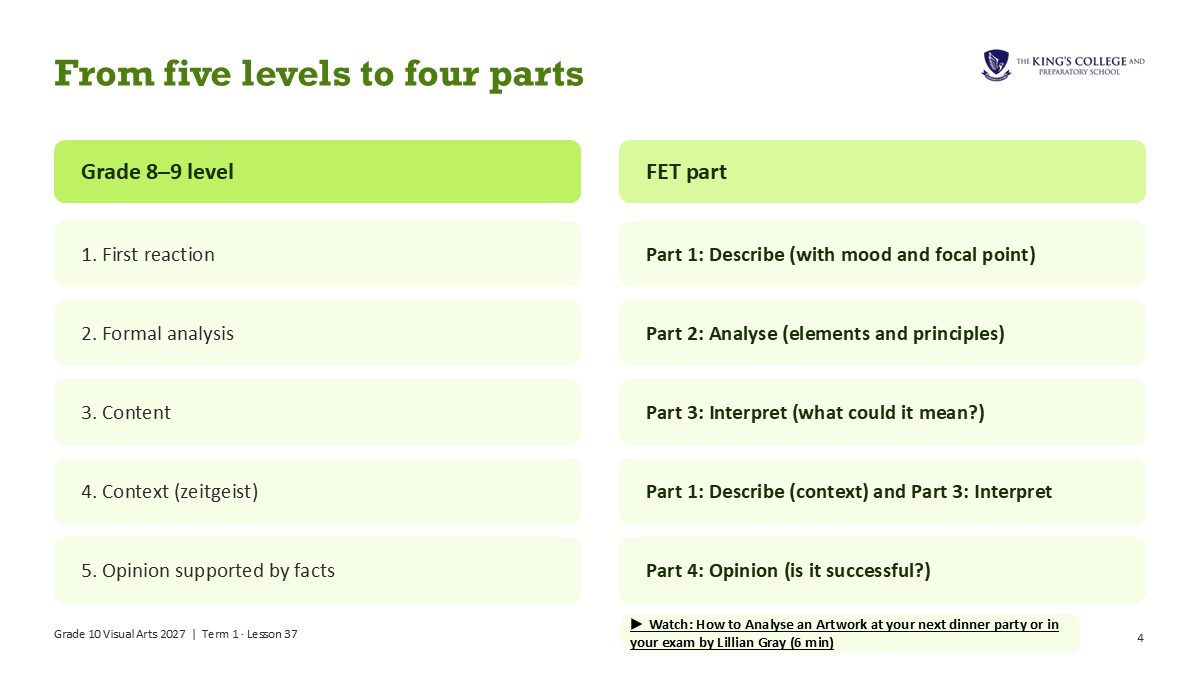 From five levels to four parts
THE KING'S COLLEGE AND
PREPARATORY SCHOOL
Grade 8–9 level
FET part
1. First reaction
Part 1: Describe (with mood and focal point)
2. Formal analysis
Part 2: Analyse (elements and principles)
3. Content
Part 3: Interpret (what could it mean?)
4. Context (zeitgeist)
Part 1: Describe (context) and Part 3: Interpret
5. Opinion supported by facts
Part 4: Opinion (is it successful?)
Grade 10 Visual Arts 2027 | Term 1 · Lesson 37
▶ Watch: How to Analyse an Artwork at your next dinner party or in
your exam by Lillian Gray (6 min)
4